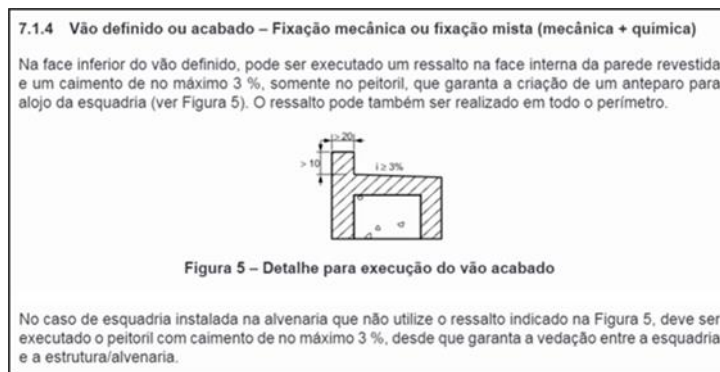 7.1.4 Vão definido ou acabado – Fixação mecânica ou fixação mista (mecânica + química)
Na face inferior do vão definido, pode ser executado um ressalto na face interna da parede revestida
e um caimento de no máximo 3 %, somente no peitoril, que garanta a criação de um anteparo para
alojo da esquadria (ver Figura 5). O ressalto pode também ser realizado em todo o perímetro.
> 20
> 10
i ≥ 3%
Figura 5 – Detalhe para execução do vão acabado
No caso de esquadria instalada na alvenaria que não utilize o ressalto indicado na Figura 5, deve ser
executado o peitoril com caimento de no máximo 3 %, desde que garanta a vedação entre a esquadria
e a estrutura/alvenaria.